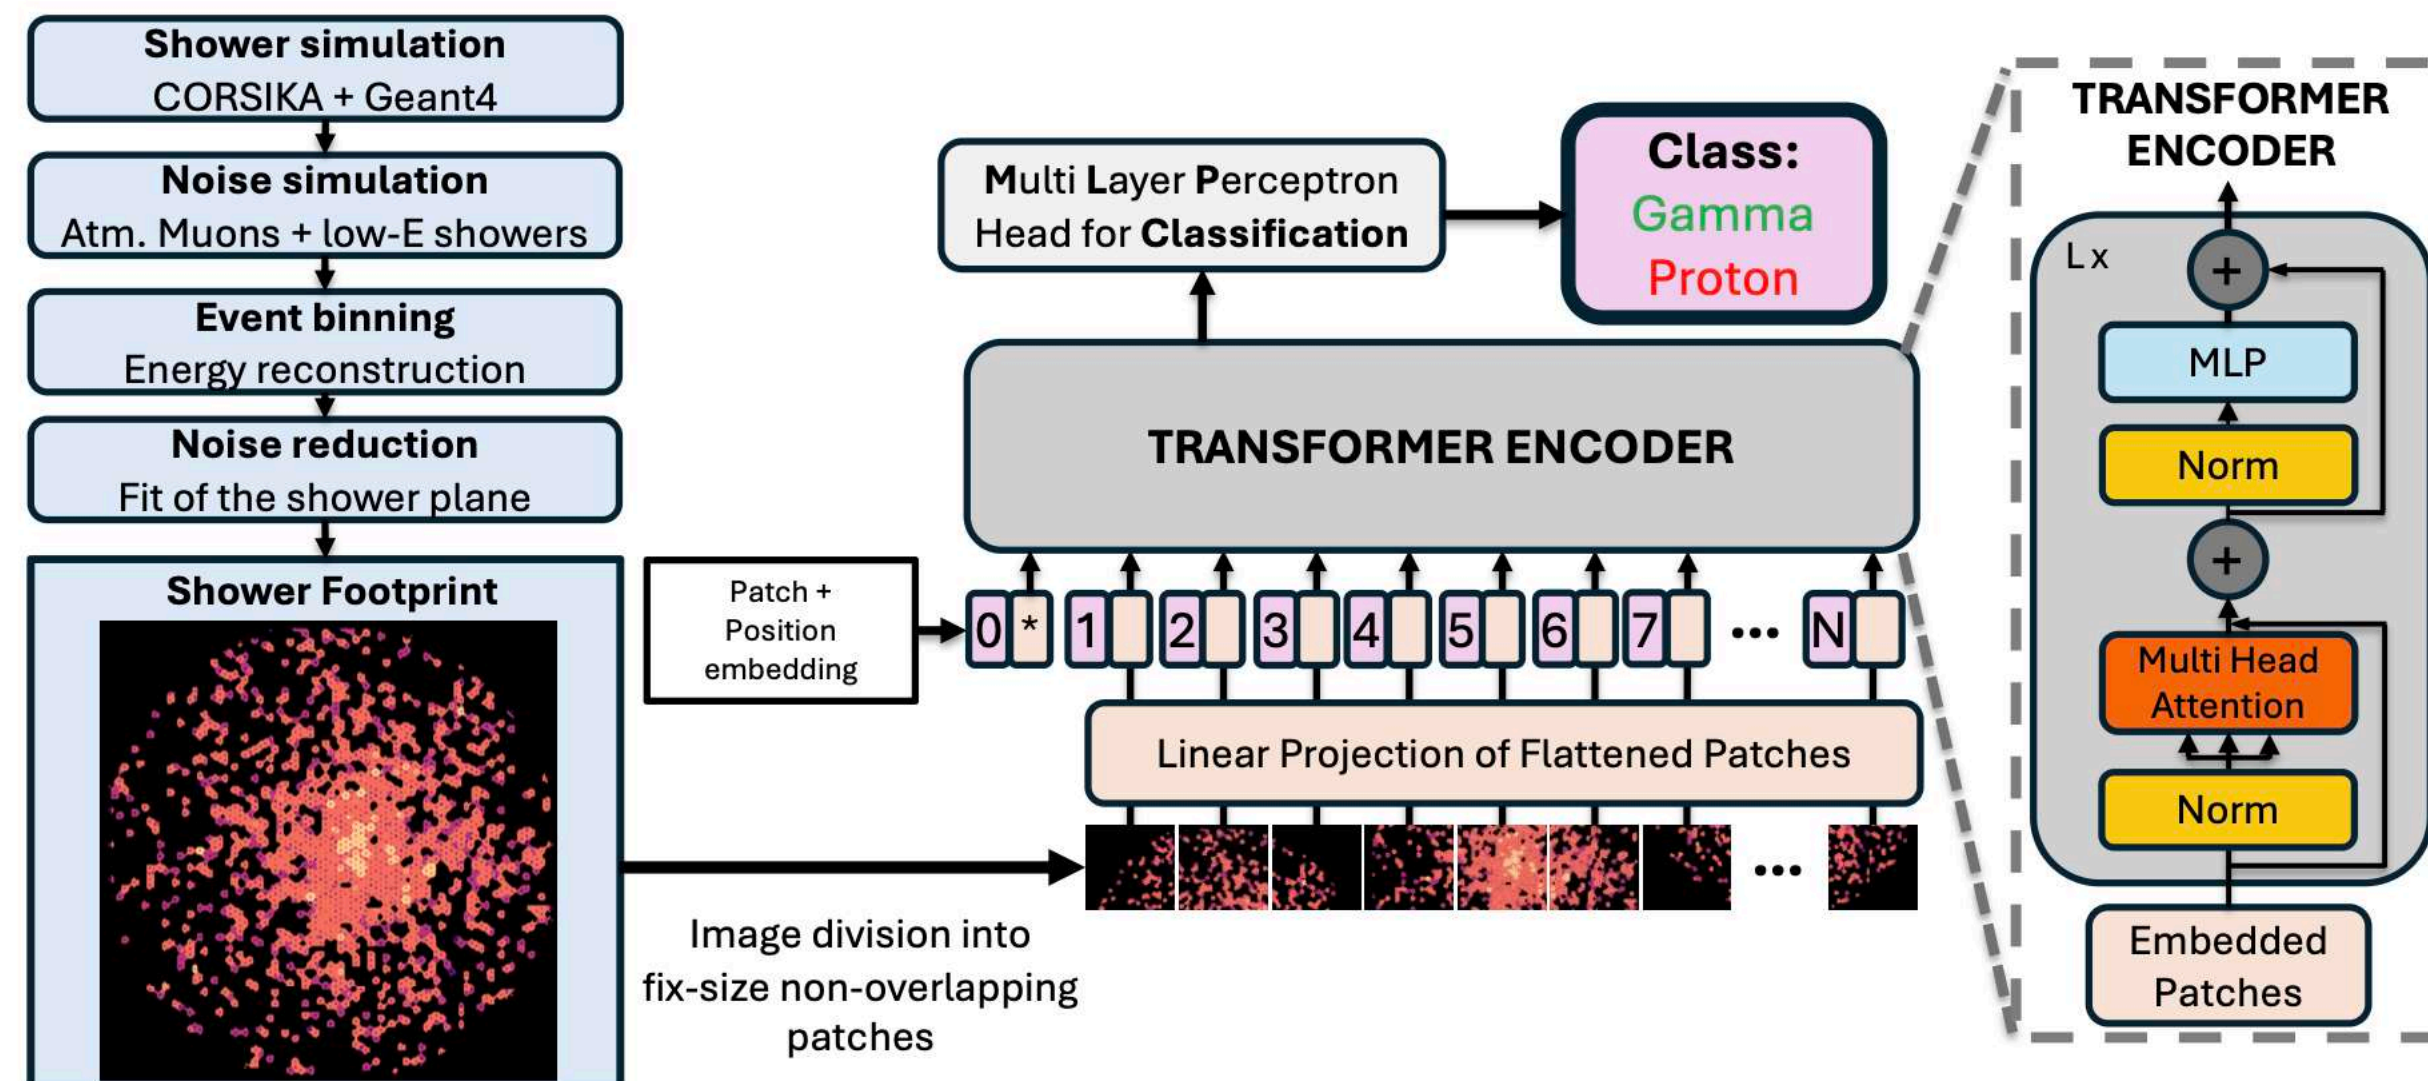 Shower simulation
CORSIKA + Geant4
Noise simulation
Atm. Muons + low-E showers
Event binning
Energy reconstruction
Noise reduction
Fit of the shower plane
Shower Footprint
Image division into
fix-size non-overlapping
patches
Patch +
Position
embedding
0 * 1 2 3 4 5 6 7 ... N
Linear Projection of Flattened Patches
...
TRANSFORMER ENCODER
Multi Layer Perceptron
Head for Classification
Class:
Gamma
Proton
TRANSFORMER
ENCODER
L x
+
MLP
Norm
+
Multi Head
Attention
Norm
Embedded
Patches